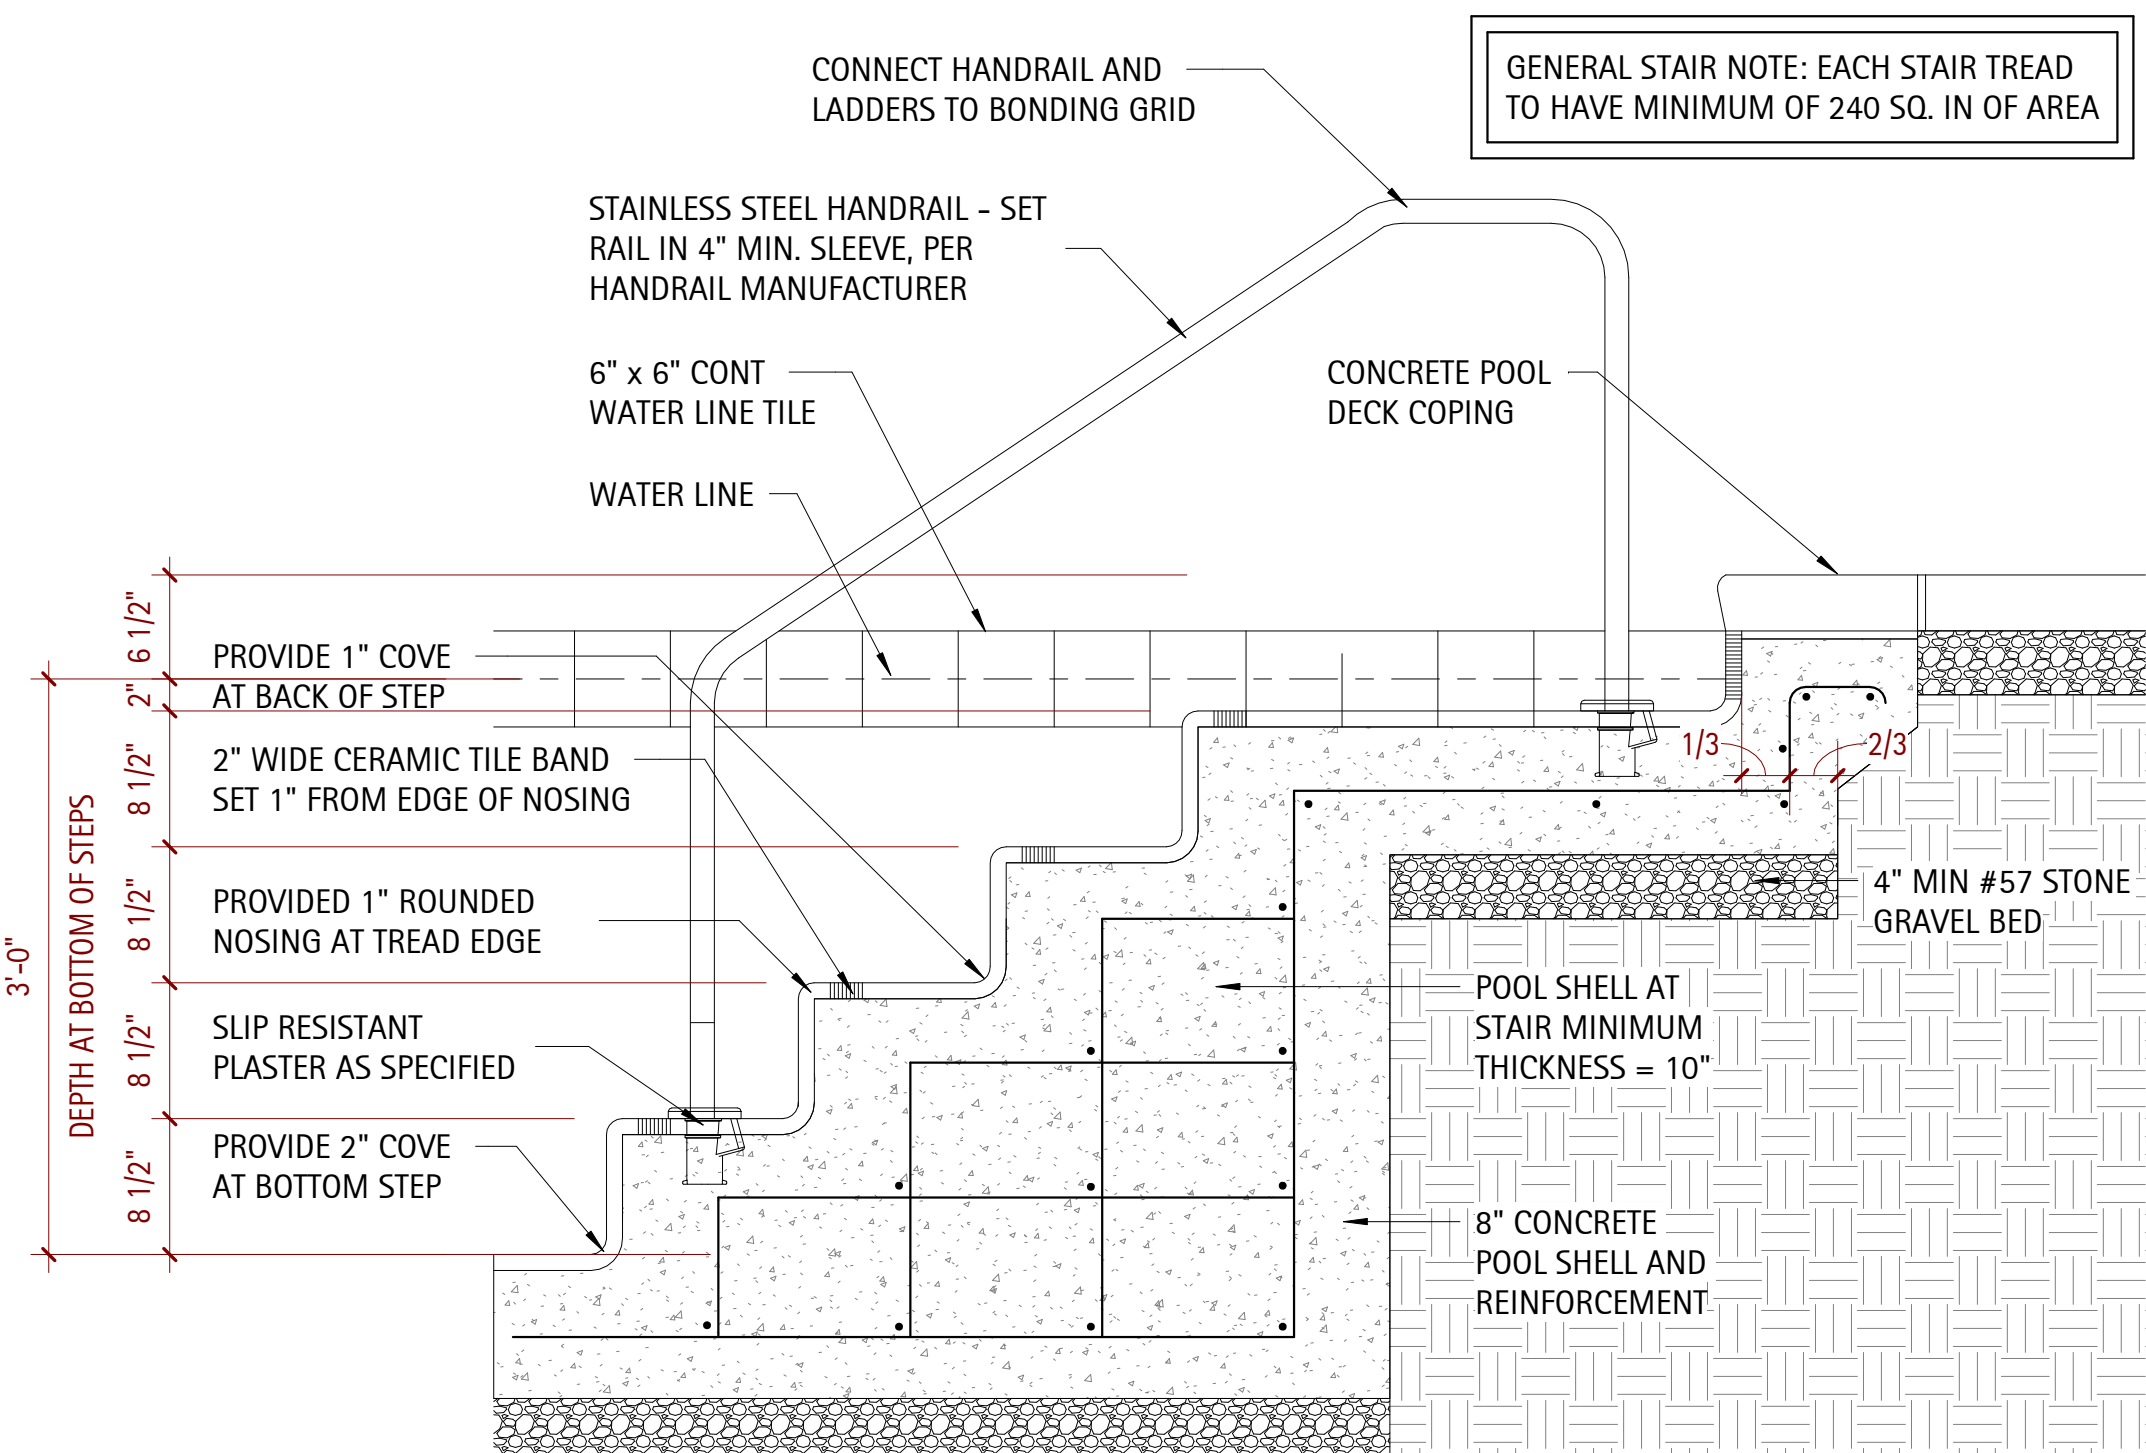 CONNECT HANDRAIL AND
LADDERS TO BONDING GRID
GENERAL STAIR NOTE: EACH STAIR TREAD
TO HAVE MINIMUM OF 240 SQ. IN OF AREA
STAINLESS STEEL HANDRAIL - SET
RAIL IN 4" MIN. SLEEVE, PER
HANDRAIL MANUFACTURER
6" x 6" CONT
WATER LINE TILE
CONCRETE POOL
DECK COPING
WATER LINE
6 1/2"
2"
8 1/2"
8 1/2"
8 1/2"
8 1/2"
3'-0"
DEPTH AT BOTTOM OF STEPS
PROVIDE 1" COVE
AT BACK OF STEP
2" WIDE CERAMIC TILE BAND
SET 1" FROM EDGE OF NOSING
PROVIDED 1" ROUNDED
NOSING AT TREAD EDGE
SLIP RESISTANT
PLASTER AS SPECIFIED
PROVIDE 2" COVE
AT BOTTOM STEP
1/3
2/3
4" MIN #57 STONE
GRAVEL BED
POOL SHELL AT
STAIR MINIMUM
THICKNESS = 10"
8" CONCRETE
POOL SHELL AND
REINFORCEMENT